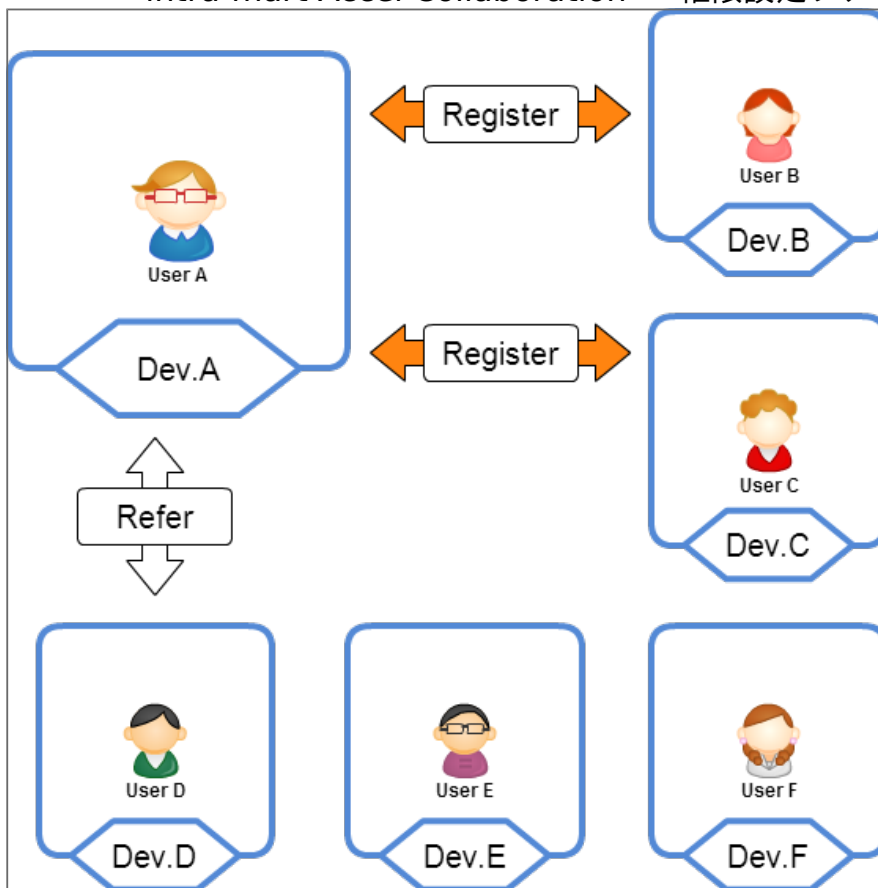 Register
User B
Dev.B
User A
Dev.A
Register
User C
Dev.C
Refer
User D
Dev.D
User E
Dev.E
User F
Dev.F